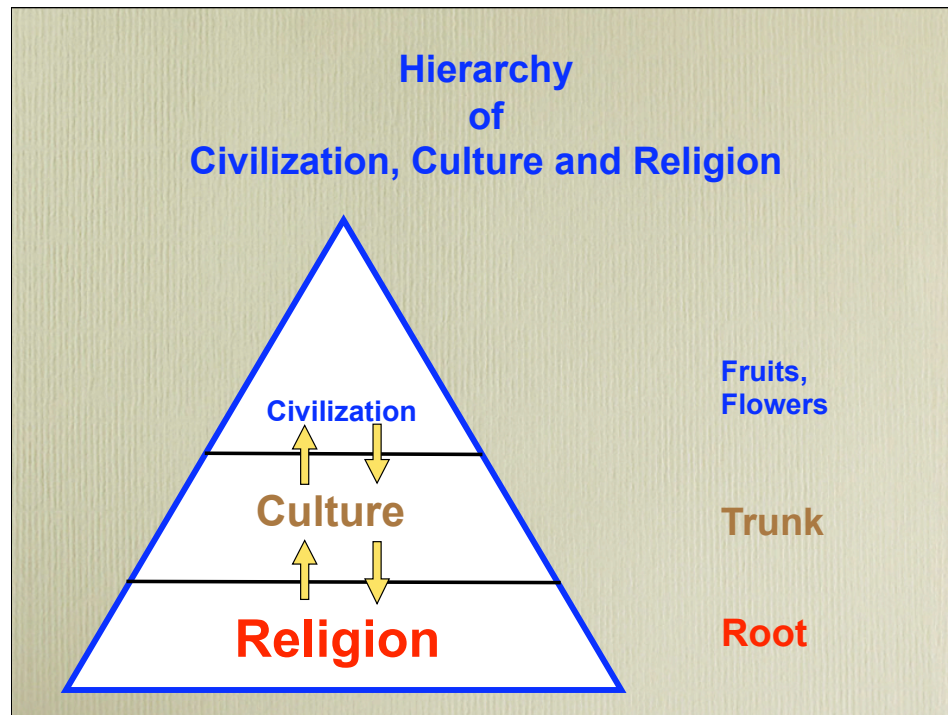 Hierarchy
of
Civilization, Culture and Religion
Fruits,
Flowers
Civilization
Culture
Trunk
Religion
Root